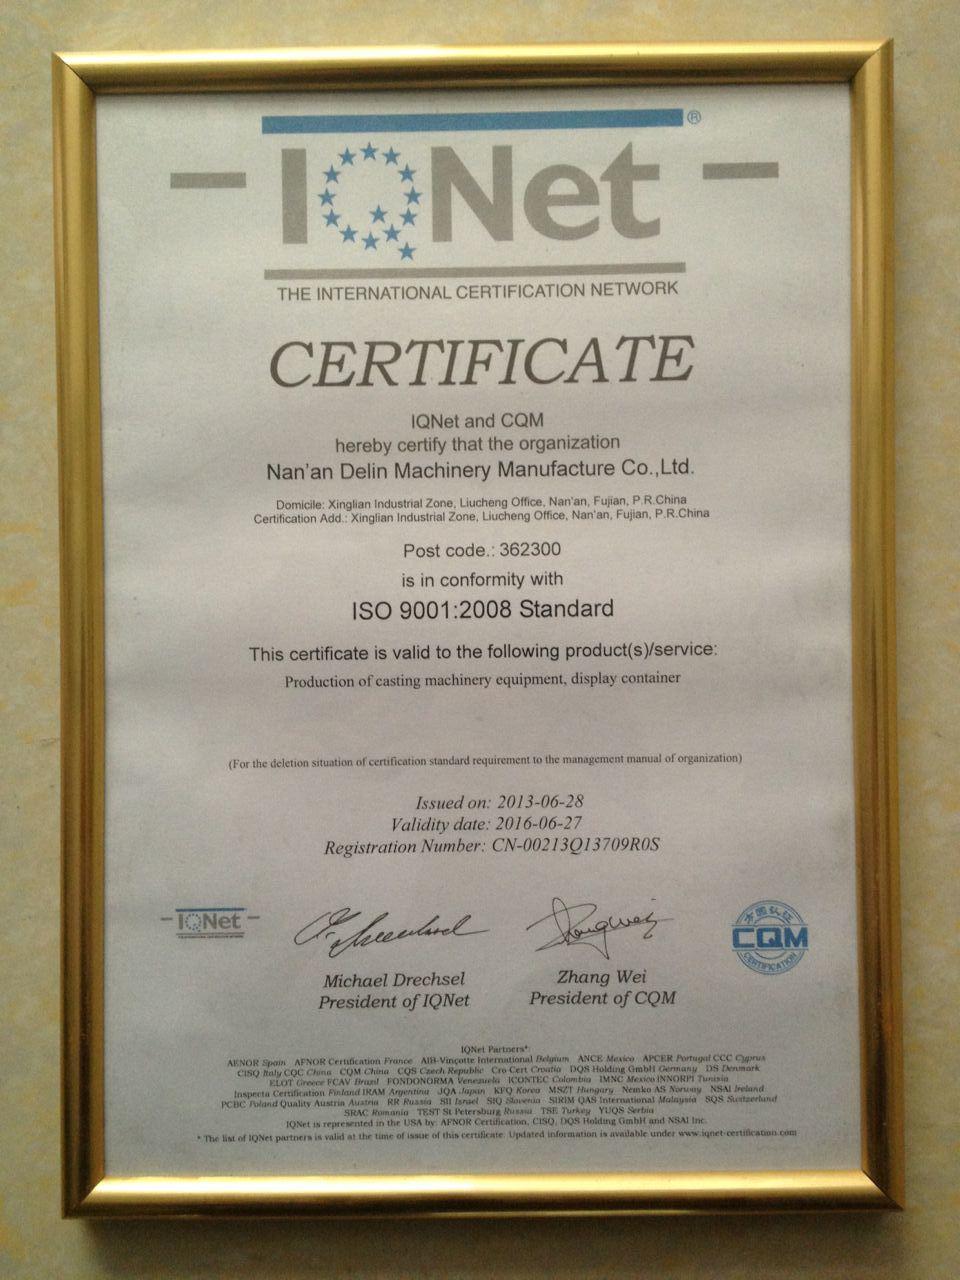 IQNet ®
THE INTERNATIONAL CERTIFICATION NETWORK
CERTIFICATE
IQNet and CQM
hereby certify that the organization
Nan'an Delin Machinery Manufacture Co.,Ltd.
Domicile: Xinglian Industrial Zone, Liucheng Office, Nan'an, Fujian, P.R.China
Certification Add.: Xinglian Industrial Zone, Liucheng Office, Nan'an, Fujian, P.R.China
Post code.: 362300
is in conformity with
ISO 9001:2008 Standard
This certificate is valid to the following product(s)/service:
Production of casting machinery equipment, display container
(For the deletion situation of certification standard requirement to the management manual of organization)
Issued on: 2013-06-28
Validity date: 2016-06-27
Registration Number: CN-00213Q13709R0S
IQNet
方圆认证
CQM
CERTIFICATION
Michael Drechsel
President of IQNet
Zhang Wei
President of CQM
IQNet Partners*:
AENOR Spain AFNOR Certification France AIB-Vinçotte International Belgium ANCE Mexico APCER Portugal CCC Cyprus
CISQ Italy CQC China CQM China CQS Czech Republic Cro Cert Croatia DQS Holding GmbH Germany DS Denmark
ELOT Greece FCAV Brazil FONDONORMA Venezuela ICONTEC Colombia IMNC Mexico INNORPI Tunisia
Inspecta Certification Finland IRAM Argentina JQA Japan KFQ Korea MSZT Hungary Nemko AS Norway NSAI Ireland
PCBC Poland Quality Austria Austria RR Russia SII Israel SIQ Slovenia SIRIM QAS International Malaysia SQS Switzerland
SRAC Romania TEST St Petersburg Russia TSE Turkey YUQS Serbia
IQNet is represented in the USA by: AFNOR Certification, CISQ, DQS Holding GmbH and NSAI Inc.
* The list of IQNet partners is valid at the time of issue of this certificate. Updated information is available under www.iqnet-certification.com